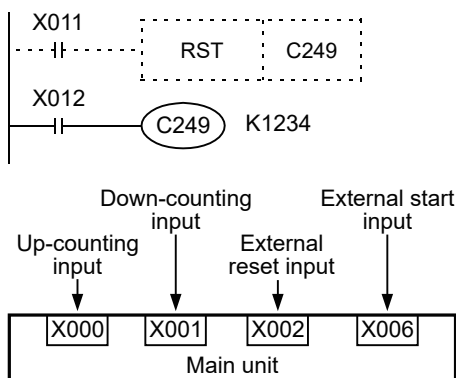 X011
RST C249
X012
C249 K1234
Down-counting input
External start input
Up-counting input
External reset input
X000 X001 X002 X006
Main unit